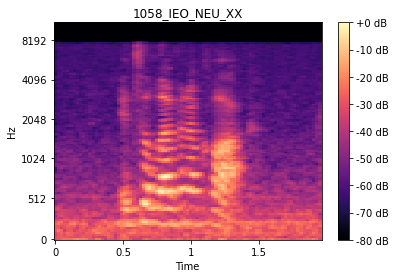 1058_IEO_NEU_XX
+0 dB
8192
-10 dB
4096
-20 dB
-30 dB
2048
-40 dB
Hz
1024
-50 dB
512
-60 dB
-70 dB
0
-80 dB
0 0.5 1 1.5
Time